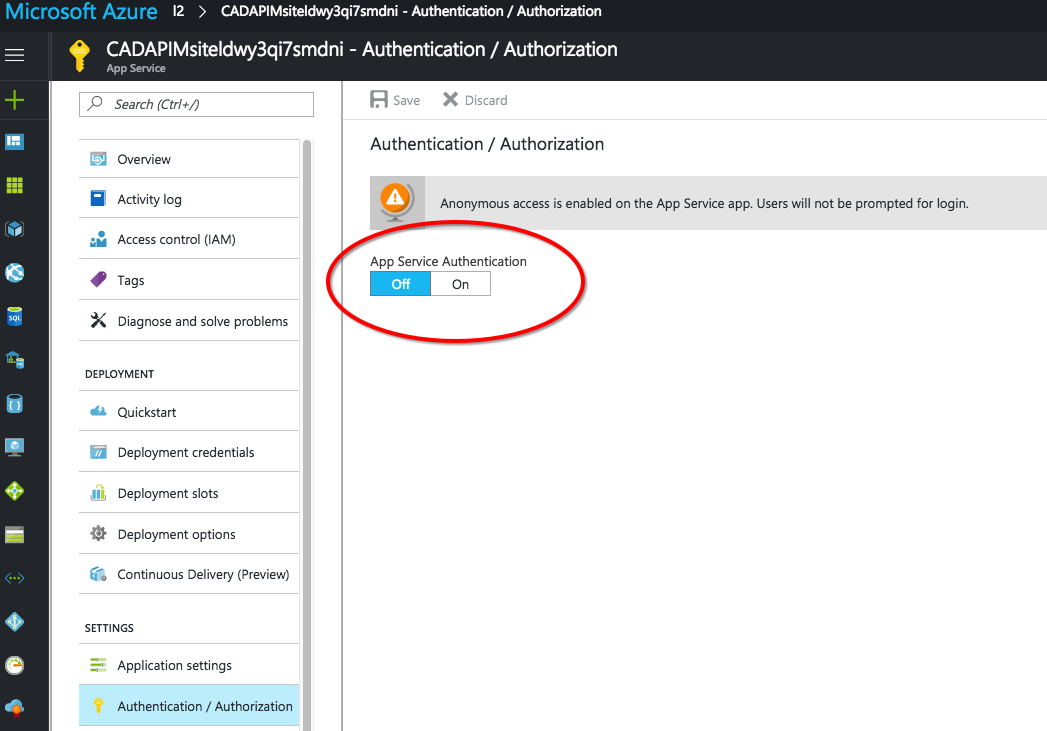 Microsoft Azure I2 > CADAPIMsiteldwy3qi7smdni - Authentication / Authorization
CADAPIMsiteldwy3qi7smdni - Authentication / Authorization
App Service
Search (Ctrl+/)
Save Discard
Overview
Activity log
Access control (IAM)
Tags
Diagnose and solve problems
DEPLOYMENT
Quickstart
Deployment credentials
Deployment slots
Deployment options
Continuous Delivery (Preview)
SETTINGS
Application settings
Authentication / Authorization
Authentication / Authorization
Anonymous access is enabled on the App Service app. Users will not be prompted for login.
App Service Authentication
Off On
SQL